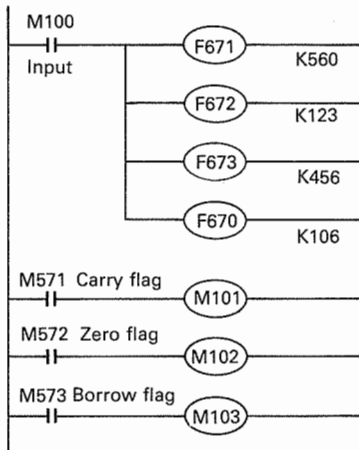 M100
Input
F671
K560
F672
K123
F673
K456
F670
K106
M571 Carry flag
M101
M572 Zero flag
M102
M573 Borrow flag
M103